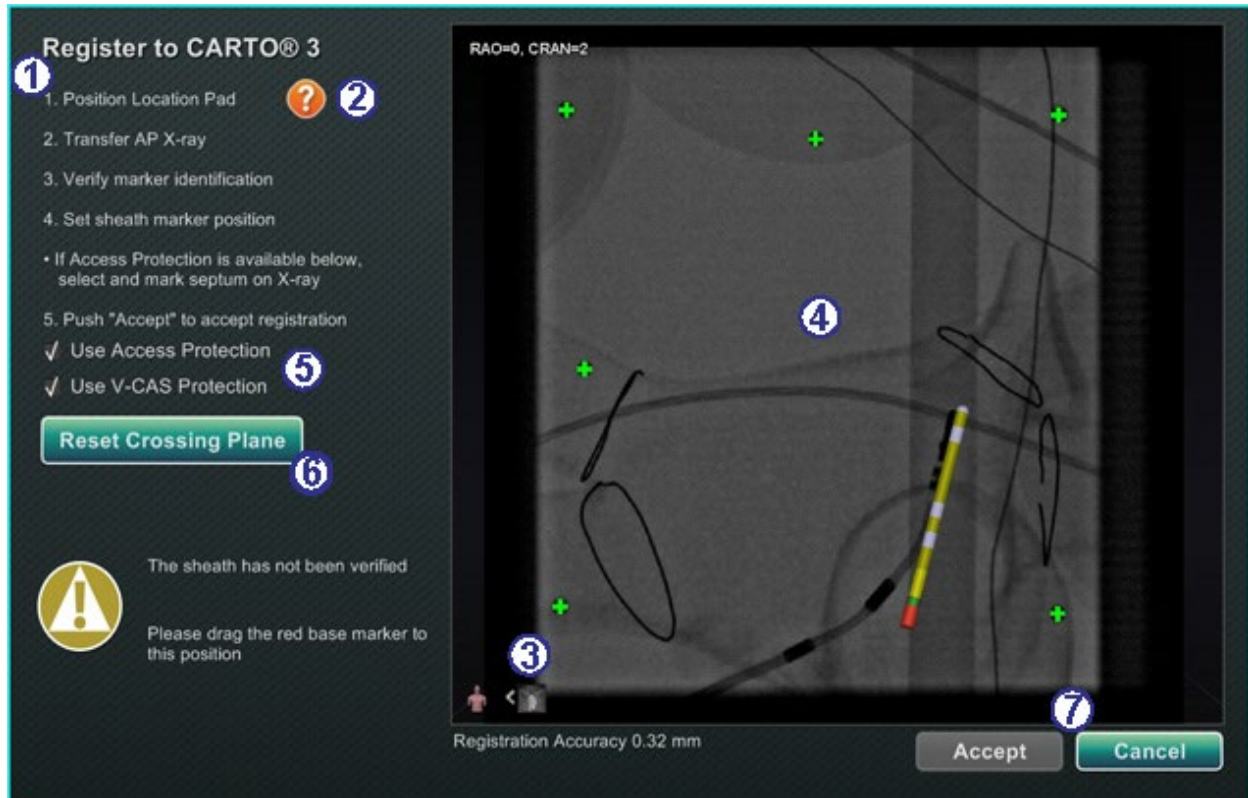 Register to CARTO® 3
1
1. Position Location Pad
?
2
2. Transfer AP X-ray
3. Verify marker identification
4. Set sheath marker position
• If Access Protection is available below,
select and mark septum on X-ray
5. Push "Accept" to accept registration
Use Access Protection
5
Use V-CAS Protection
Reset Crossing Plane
6
The sheath has not been verified
Please drag the red base marker to
this position
RAO=0, CRAN=2
4
3
Registration Accuracy 0.32 mm
7
Accept
Cancel